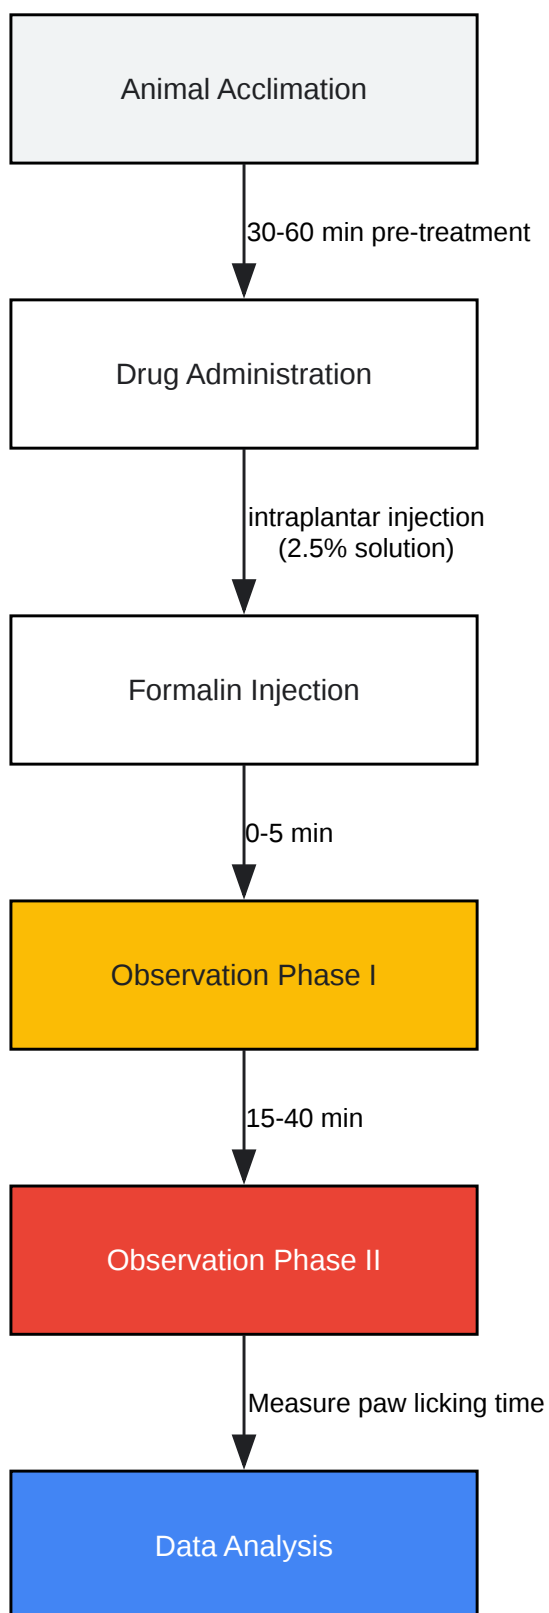 Animal Acclimation
30-60 min pre-treatment
Drug Administration
intraplantar injection
(2.5% solution)
Formalin Injection
0-5 min
Observation Phase I
15-40 min
Observation Phase II
Measure paw licking time
Data Analysis